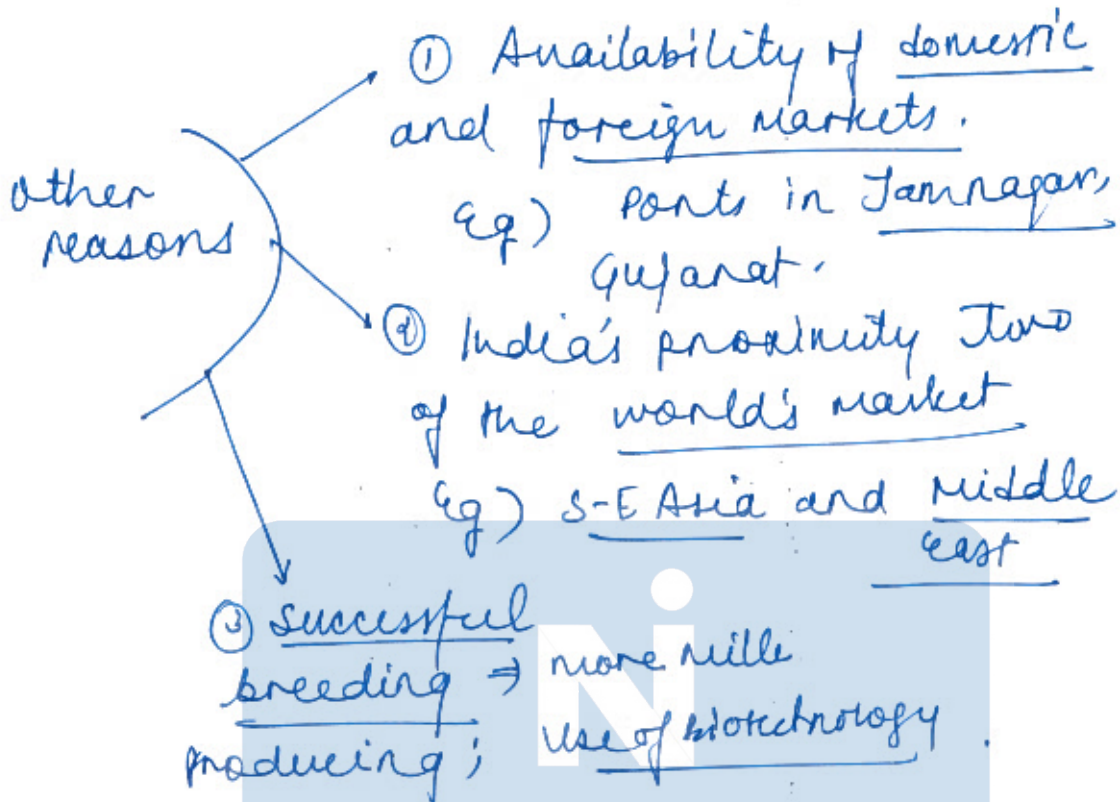 other
reasons
① Availability of domestic
and foreign markets.
Eg) Ports in Jamnagar,
Gujarat.
② India's proximity two
of the world's market
Eg) S-E Asia and Middle
East
③ successful
breeding ⇒ more milk
producing; use of biotechnology.
Ni